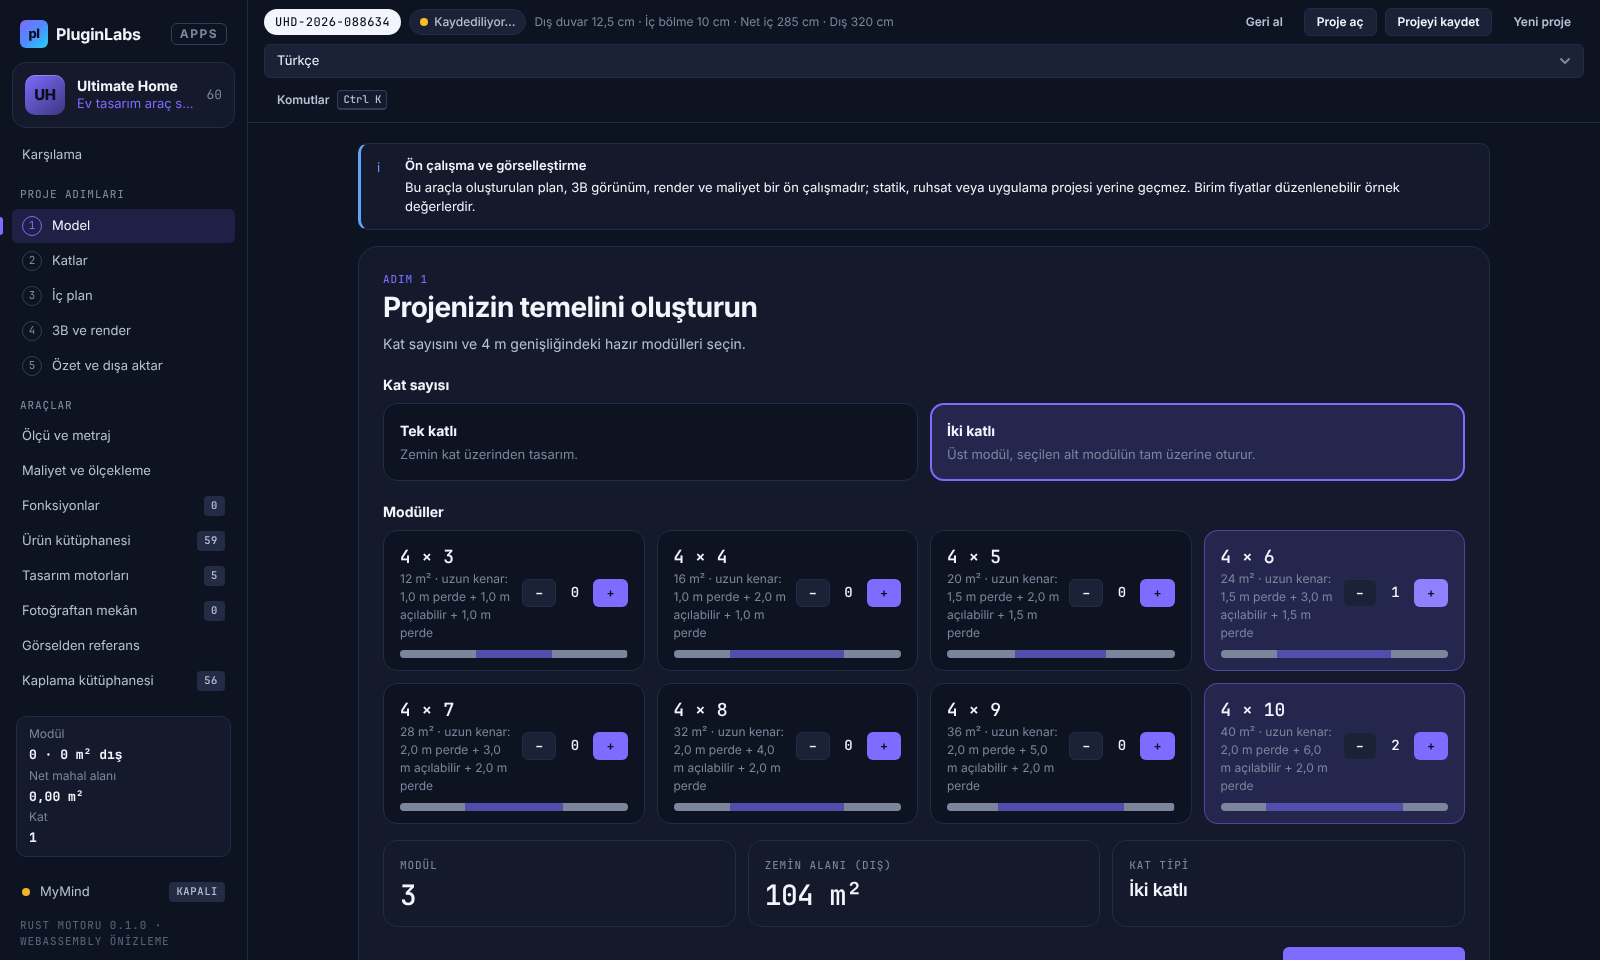 pl PluginLabs APPS
UH Ultimate Home
Ev tasarım araç s... 60
Karşılama
PROJE ADIMLARI
1 Model
2 Katlar
3 İç plan
4 3B ve render
5 Özet ve dışa aktar
ARAÇLAR
Ölçü ve metraj
Maliyet ve ölçekleme
Fonksiyonlar 0
Ürün kütüphanesi 59
Tasarım motorları 5
Fotoğraftan mekân 0
Görselden referans
Kaplama kütüphanesi 56
Modül
0 · 0 m² dış
Net mahal alanı
0,00 m²
Kat
1
MyMind KAPALI
RUST MOTORU 0.1.0 ·
WEBASSEMBLY ÖNİZLEME
UHD-2026-088634 Kaydediliyor... Dış duvar 12,5 cm · İç bölme 10 cm · Net iç 285 cm · Dış 320 cm Geri al Proje aç Projeyi kaydet Yeni proje
Türkçe
Komutlar Ctrl K
i Ön çalışma ve görselleştirme
Bu araçla oluşturulan plan, 3B görünüm, render ve maliyet bir ön çalışmadır; statik, ruhsat veya uygulama projesi yerine geçmez. Birim fiyatlar düzenlenebilir örnek
değerlerdir.
ADIM 1
Projenizin temelini oluşturun
Kat sayısını ve 4 m genişliğindeki hazır modülleri seçin.
Kat sayısı
Tek katlı
Zemin kat üzerinden tasarım.
İki katlı
Üst modül, seçilen alt modülün tam üzerine oturur.
Modüller
4 × 3
12 m² · uzun kenar:
1,0 m perde + 1,0 m
açılabilir + 1,0 m
perde
− 0 +
4 × 4
16 m² · uzun kenar:
1,0 m perde + 2,0 m
açılabilir + 1,0 m
perde
− 0 +
4 × 5
20 m² · uzun kenar:
1,5 m perde + 2,0 m
açılabilir + 1,5 m
perde
− 0 +
4 × 6
24 m² · uzun kenar:
1,5 m perde + 3,0 m
açılabilir + 1,5 m
perde
− 1 +
4 × 7
28 m² · uzun kenar:
2,0 m perde + 3,0
m açılabilir + 2,0 m
perde
− 0 +
4 × 8
32 m² · uzun kenar:
2,0 m perde + 4,0
m açılabilir + 2,0 m
perde
− 0 +
4 × 9
36 m² · uzun kenar:
2,0 m perde + 5,0
m açılabilir + 2,0 m
perde
− 0 +
4 × 10
40 m² · uzun kenar:
2,0 m perde + 6,0
m açılabilir + 2,0 m
perde
− 2 +
MODÜL
3
ZEMİN ALANI (DIŞ)
104 m²
KAT TİPİ
İki katlı